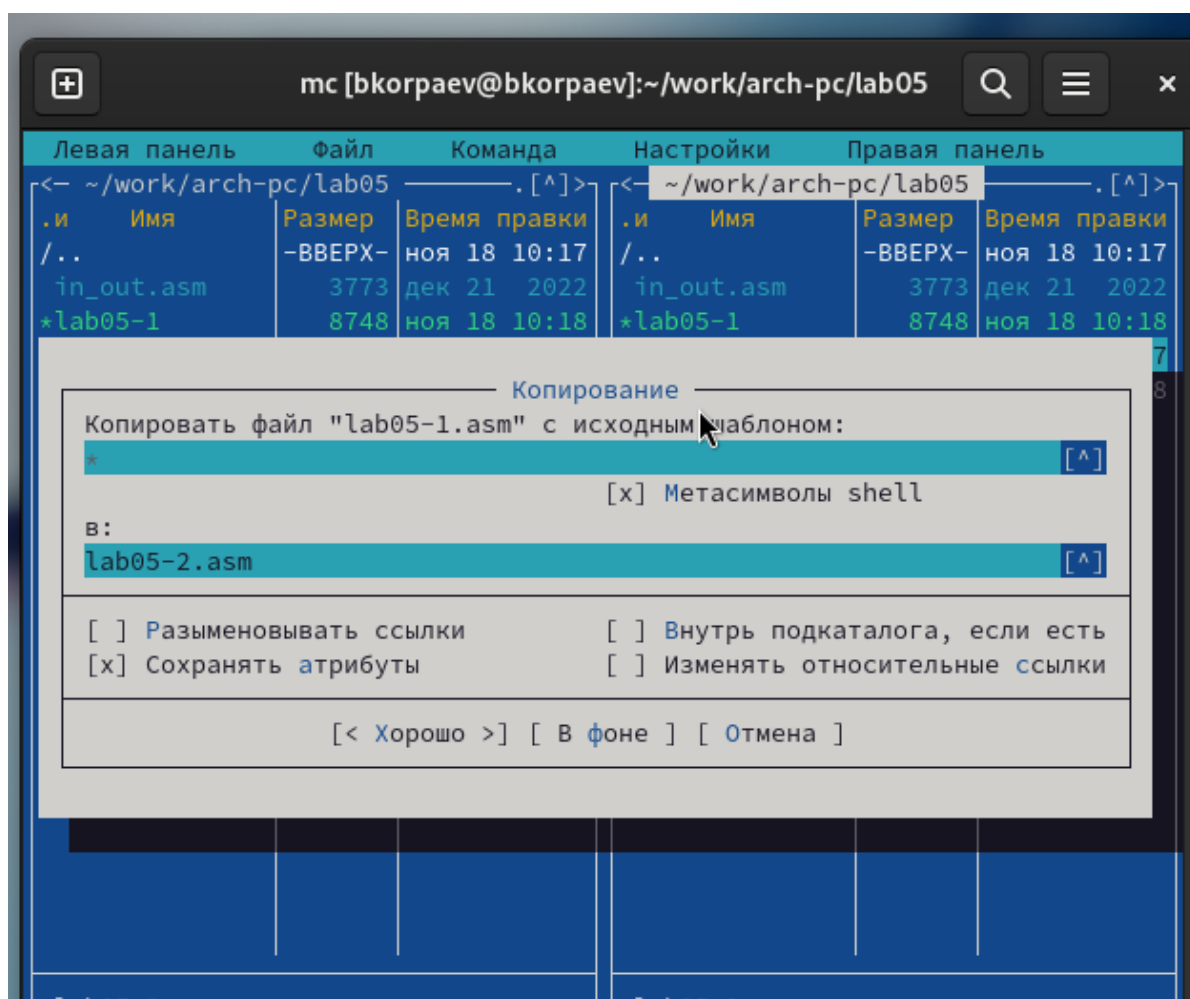 mc [bkorpaev@bkorpaev]:~/work/arch-pc/lab05
Левая панель Файл Команда Настройки Правая панель
<— ~/work/arch-pc/lab05 .[^]> <— ~/work/arch-pc/lab05 .[^]>
.и Имя Размер Время правки .и Имя Размер Время правки
/.. -ВВЕРХ- ноя 18 10:17 /.. -ВВЕРХ- ноя 18 10:17
in_out.asm 3773 дек 21 2022 in_out.asm 3773 дек 21 2022
*lab05-1 8748 ноя 18 10:18 *lab05-1 8748 ноя 18 10:18
7
Копирование 8
Копировать файл "lab05-1.asm" с исходным шаблоном:
* [^]
[x] Метасимволы shell
в:
lab05-2.asm [^]
[ ] Разыменовывать ссылки [ ] Внутрь подкаталога, если есть
[x] Сохранять атрибуты [ ] Изменять относительные ссылки
[< Хорошо >] [ В фоне ] [ Отмена ]